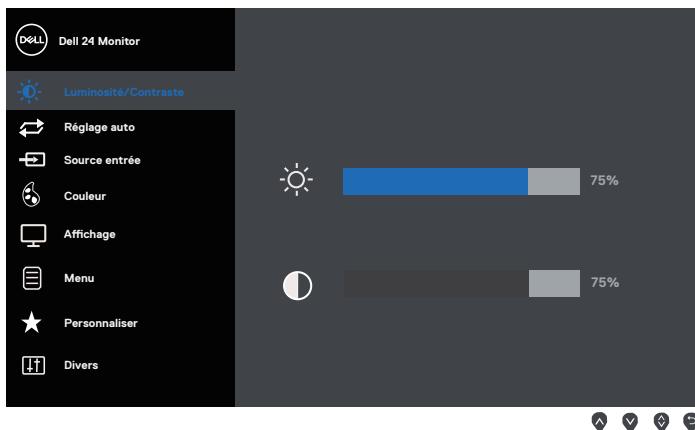 DELL
Dell 24 Monitor
Luminosité/Contraste
Réglage auto
Source entrée
75%
Couleur
Affichage
Menu
75%
Personnaliser
Divers